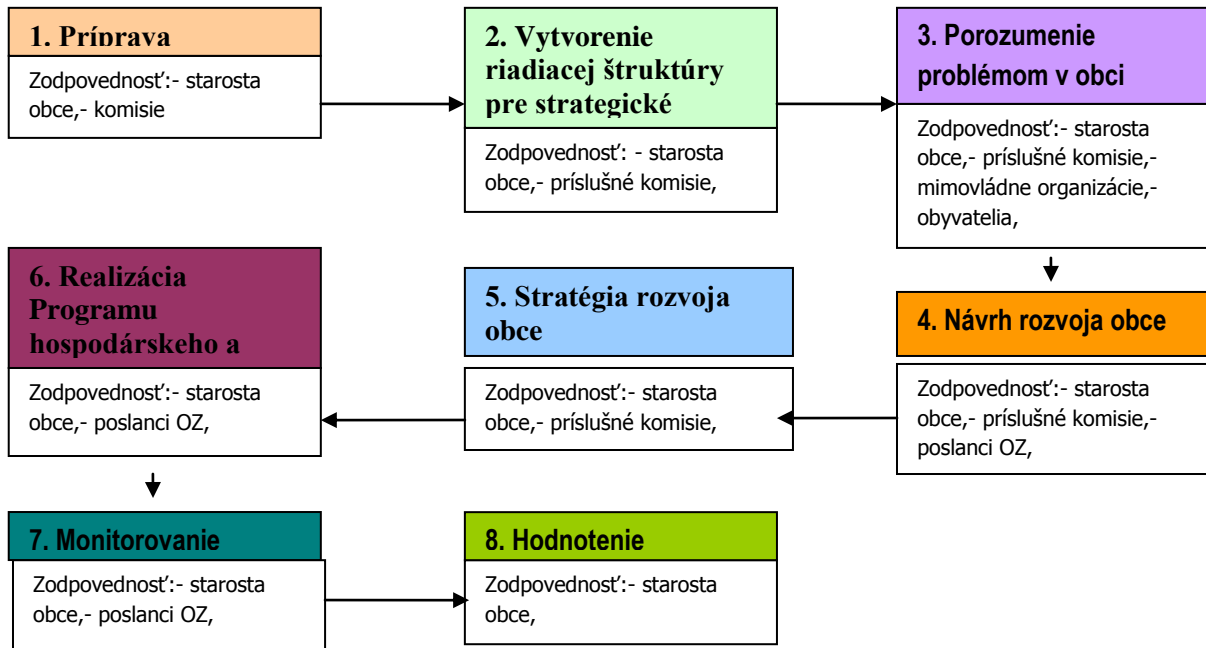 1. Príprava
Zodpovednosť:- starosta
obce,- komisie
2. Vytvorenie
riadiacej štruktúry
pre strategické
Zodpovednosť: - starosta
obce,- príslušné komisie,
3. Porozumenie
problémom v obci
Zodpovednosť:- starosta
obce,- príslušné komisie,-
mimovládne organizácie,-
obyvatelia,
4. Návrh rozvoja obce
Zodpovednosť:- starosta
obce,- príslušné komisie,-
poslanci OZ,
5. Stratégia rozvoja
obce
Zodpovednosť:- starosta
obce,- príslušné komisie,
6. Realizácia
Programu
hospodárskeho a
Zodpovednosť:- starosta
obce,- poslanci OZ,
7. Monitorovanie
Zodpovednosť:- starosta
obce,- poslanci OZ,
8. Hodnotenie
Zodpovednosť:- starosta
obce,